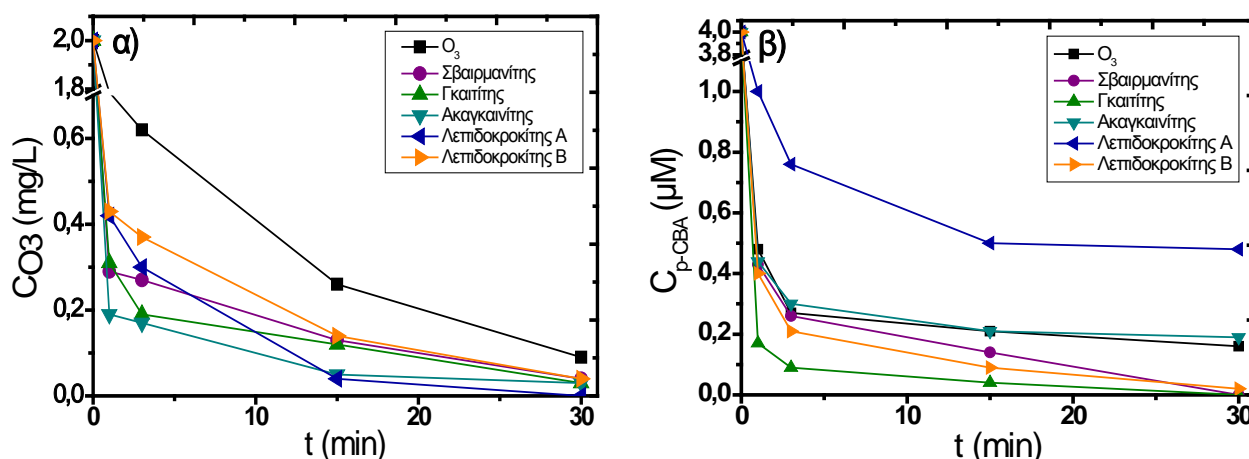 α)
2,0
1,8
0,6
0,4
0,2
0,0
CO3 (mg/L)
0
10
20
30
t (min)
O₃
Σβαιρμανίτης
Γκαιτίτης
Ακαγκαινίτης
Λεπιδοκροκίτης Α
Λεπιδοκροκίτης Β
β)
4,0
3,8
1,0
0,8
0,6
0,4
0,2
0,0
C p-CBA (μM)
0
10
20
30
t (min)
O₃
Σβαιρμανίτης
Γκαιτίτης
Ακαγκαινίτης
Λεπιδοκροκίτης Α
Λεπιδοκροκίτης Β